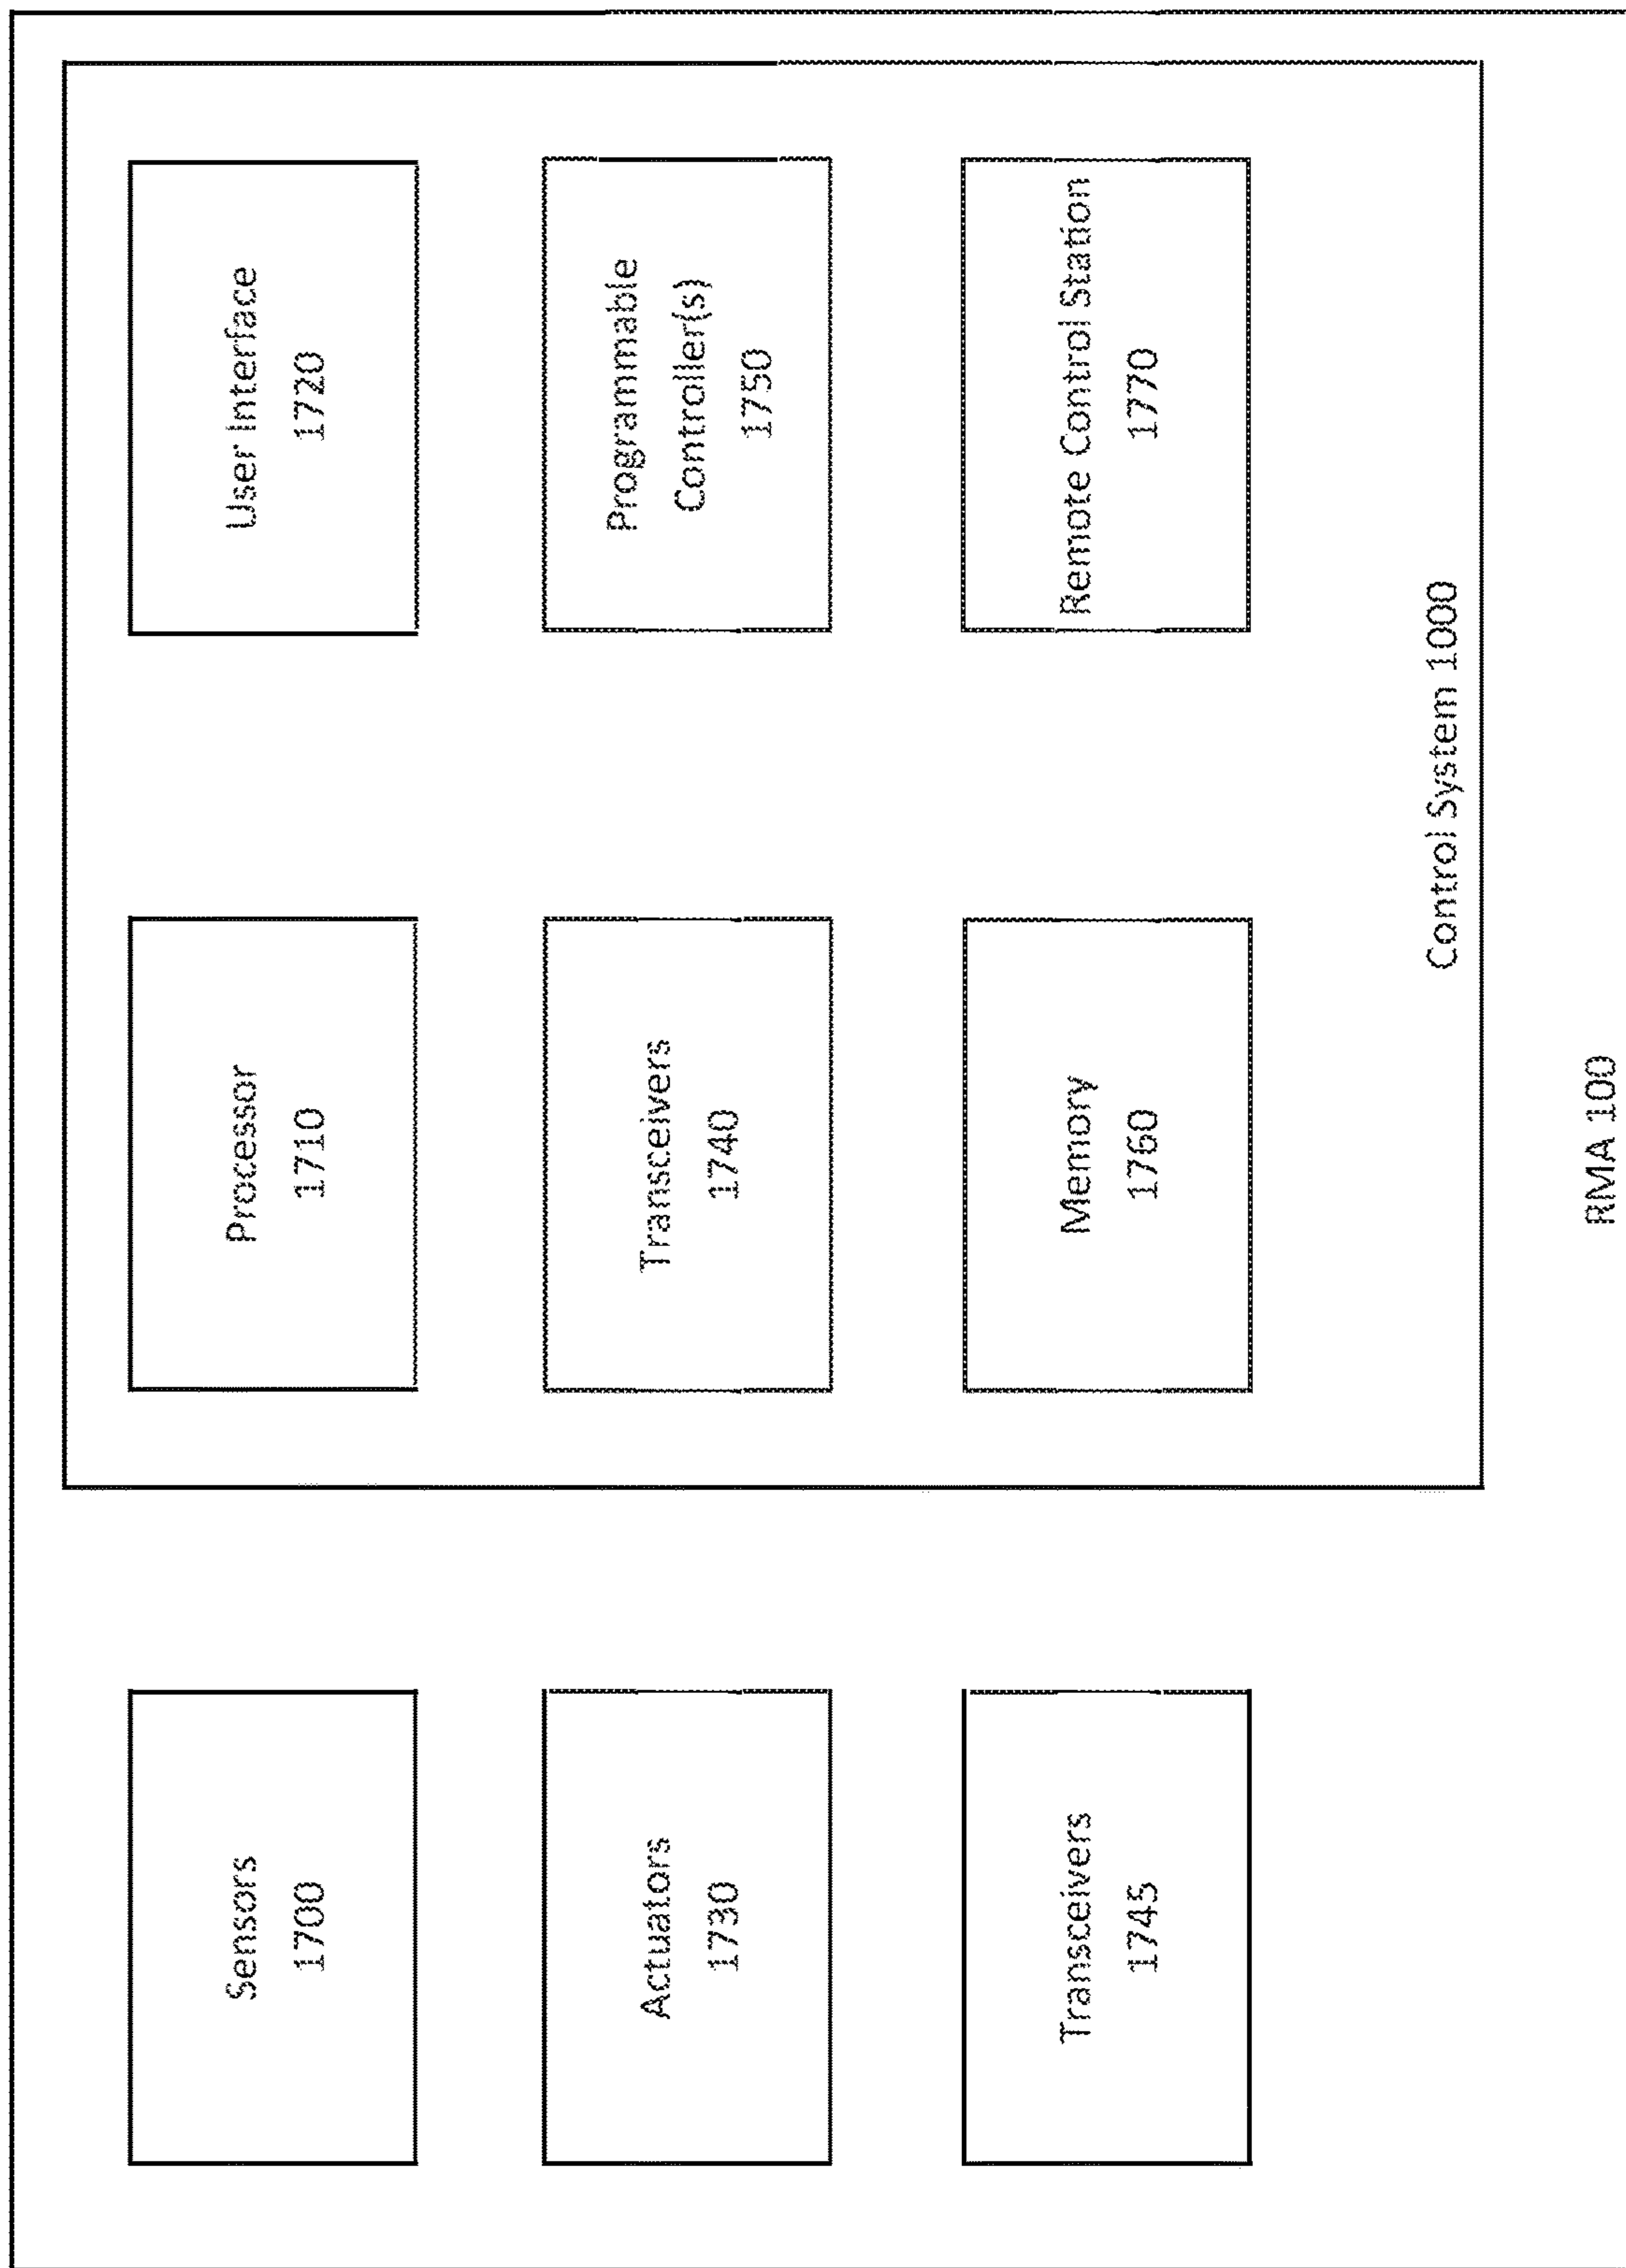 Sensors
1700
Processor
1710
User Interface
1720
Actuators
1730
Transceivers
1740
Programmable
Controller(s)
1750
Transceivers
1745
Memory
1760
Remote Control Station
1770
Control System 1000
RMA 100